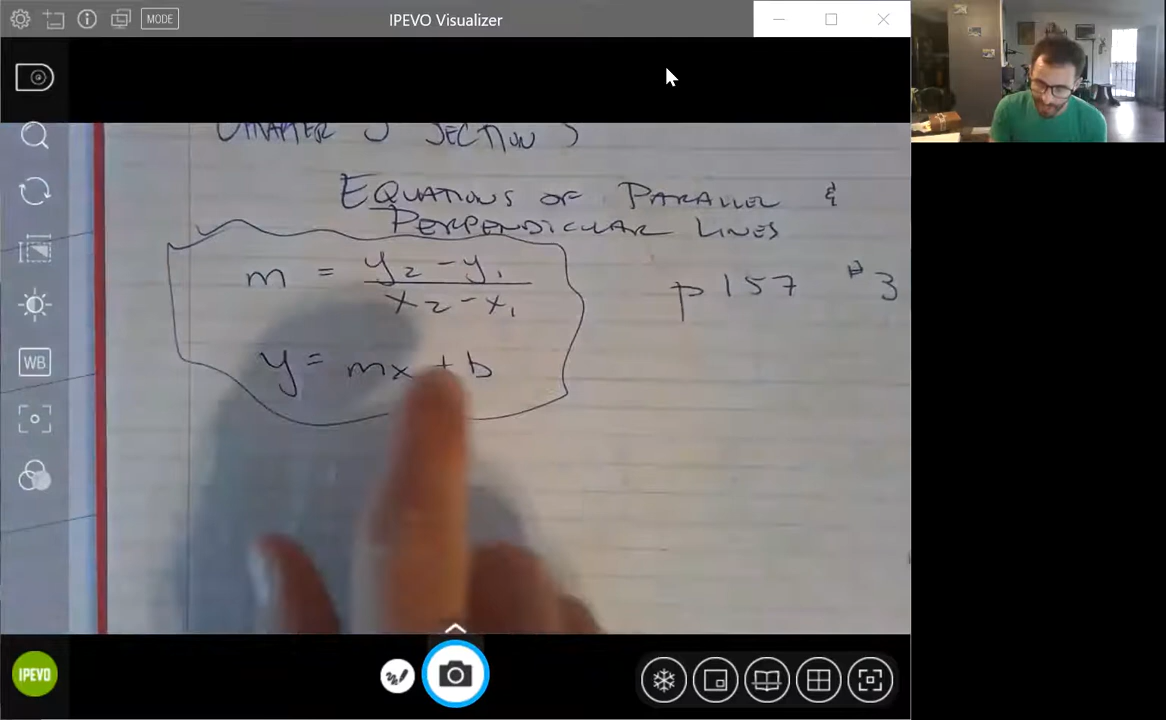 IPEVO Visualizer
MODE
CHAPTER 3 SECTION 5
EQUATIONS OF PARALLEL &
PERPENDICULAR LINES
m = y₂ - y₁ / x₂ - x₁
p 157 #3
y = mx + b
WB
IPEVO